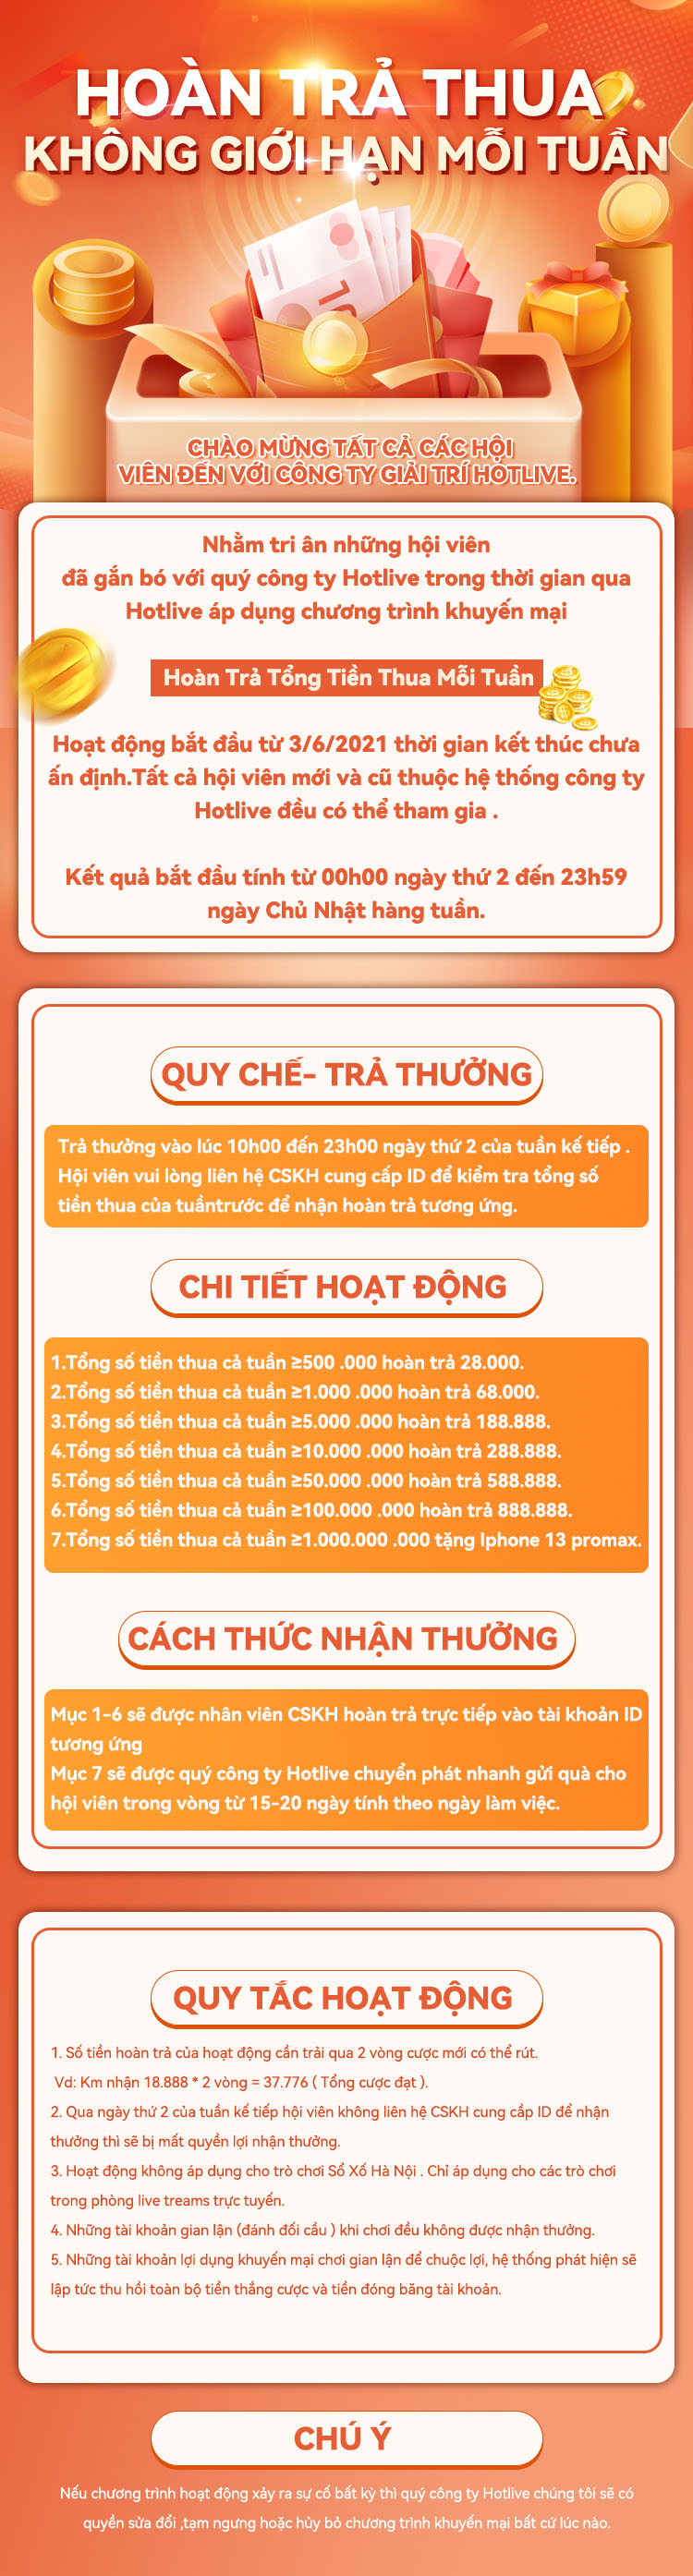 HOÀN TRẢ THUA
KHÔNG GIỚI HẠN MỖI TUẦN
CHÀO MỪNG TẤT CẢ CÁC HỘI
VIÊN ĐẾN VỚI CÔNG TY GIẢI TRÍ HOTLIVE.
Nhằm tri ân những hội viên
đã gắn bó với quý công ty Hotlive trong thời gian qua
Hotlive áp dụng chương trình khuyến mại
Hoàn Trả Tổng Tiền Thua Mỗi Tuần
Hoạt động bắt đầu từ 3/6/2021 thời gian kết thúc chưa
ấn định.Tất cả hội viên mới và cũ thuộc hệ thống công ty
Hotlive đều có thể tham gia .
Kết quả bắt đầu tính từ 00h00 ngày thứ 2 đến 23h59
ngày Chủ Nhật hàng tuần.
QUY CHẾ- TRẢ THƯỞNG
Trả thưởng vào lúc 10h00 đến 23h00 ngày thứ 2 của tuần kế tiếp .
Hội viên vui lòng liên hệ CSKH cung cấp ID để kiểm tra tổng số
tiền thua của tuầntrước để nhận hoàn trả tương ứng.
CHI TIẾT HOẠT ĐỘNG
1.Tổng số tiền thua cả tuần ≥500 .000 hoàn trả 28.000.
2.Tổng số tiền thua cả tuần ≥1.000 .000 hoàn trả 68.000.
3.Tổng số tiền thua cả tuần ≥5.000 .000 hoàn trả 188.888.
4.Tổng số tiền thua cả tuần ≥10.000 .000 hoàn trả 288.888.
5.Tổng số tiền thua cả tuần ≥50.000 .000 hoàn trả 588.888.
6.Tổng số tiền thua cả tuần ≥100.000 .000 hoàn trả 888.888.
7.Tổng số tiền thua cả tuần ≥1.000.000 .000 tặng Iphone 13 promax.
CÁCH THỨC NHẬN THƯỞNG
Mục 1-6 sẽ được nhân viên CSKH hoàn trả trực tiếp vào tài khoản ID
tương ứng
Mục 7 sẽ được quý công ty Hotlive chuyển phát nhanh gửi quà cho
hội viên trong vòng từ 15-20 ngày tính theo ngày làm việc.
QUY TẮC HOẠT ĐỘNG
1. Số tiền hoàn trả của hoạt động cần trải qua 2 vòng cược mới có thể rút.
Vd: Km nhận 18.888 * 2 vòng = 37.776 ( Tổng cược đạt ).
2. Qua ngày thứ 2 của tuần kế tiếp hội viên không liên hệ CSKH cung cấp ID để nhận
thưởng thì sẽ bị mất quyền lợi nhận thưởng.
3. Hoạt động không áp dụng cho trò chơi Sổ Xố Hà Nội . Chỉ áp dụng cho các trò chơi
trong phòng live treams trực tuyến.
4. Những tài khoản gian lận (đánh đối cầu ) khi chơi đều không được nhận thưởng.
5. Những tài khoản lợi dụng khuyến mại chơi gian lận để chuộc lợi, hệ thống phát hiện sẽ
lập tức thu hồi toàn bộ tiền thắng cược và tiền đóng băng tài khoản.
CHÚ Ý
Nếu chương trình hoạt động xảy ra sự cố bất kỳ thì quý công ty Hotlive chúng tôi sẽ có
quyền sửa đổi ,tạm ngưng hoặc hủy bỏ chương trình khuyến mại bất cứ lúc nào.